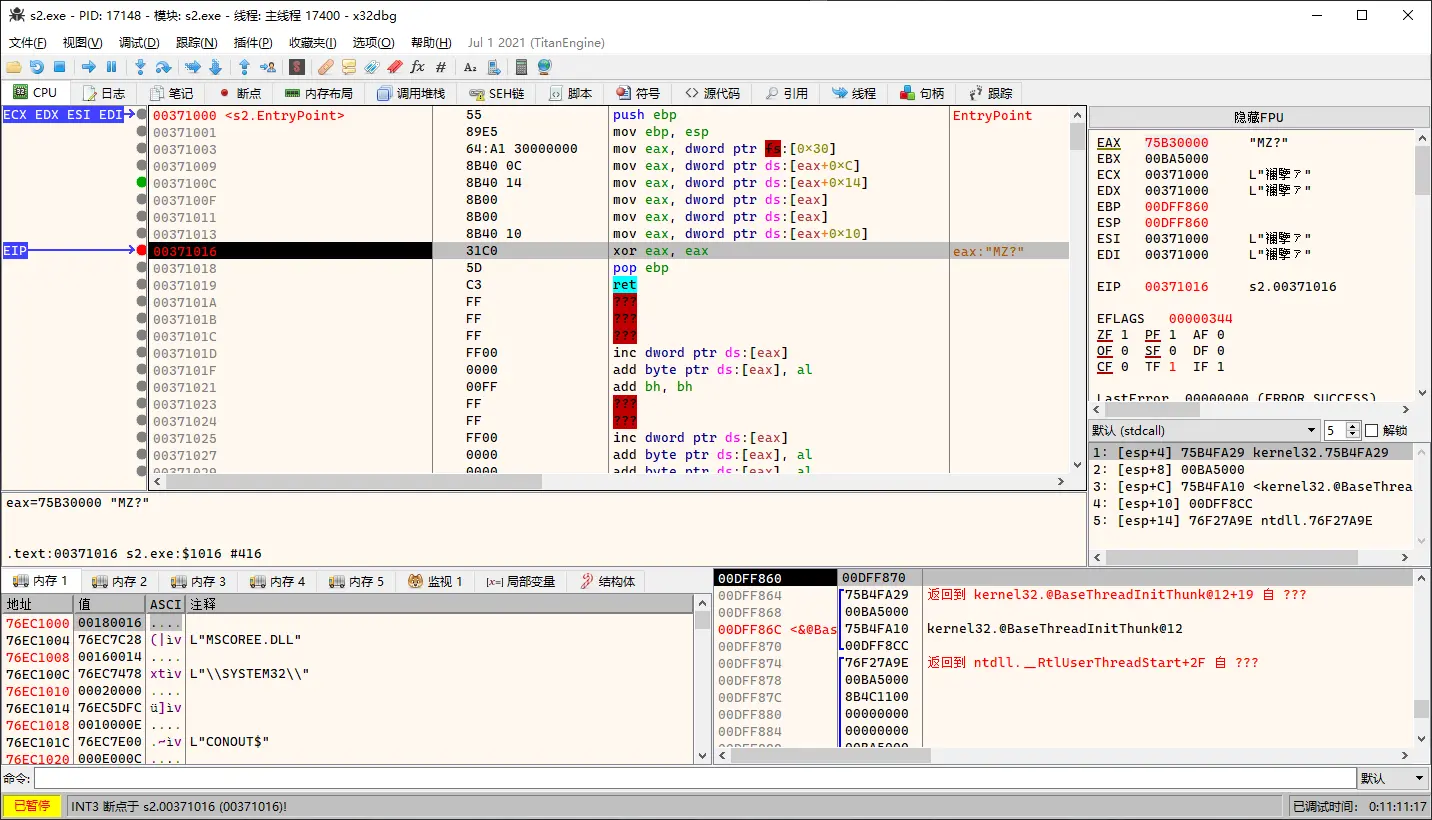 s2.exe - PID: 17148 - 模块: s2.exe - 线程: 主线程 17400 - x32dbg
文件(F) 视图(V) 调试(D) 跟踪(N) 插件(P) 收藏夹(I) 选项(O) 帮助(H) Jul 1 2021 (TitanEngine)
CPU 日志 笔记 断点 内存布局 调用堆栈 SEH链 脚本 符号 源代码 引用 线程 句柄 跟踪
ECX EDX ESI EDI 00371000 <s2.EntryPoint> 55 push ebp EntryPoint
00371001 89E5 mov ebp, esp
00371003 64:A1 30000000 mov eax, dword ptr fs:[0×30]
00371009 8B40 0C mov eax, dword ptr ds:[eax+0×C]
0037100C 8B40 14 mov eax, dword ptr ds:[eax+0×14]
0037100F 8B00 mov eax, dword ptr ds:[eax]
00371011 8B00 mov eax, dword ptr ds:[eax]
00371013 8B40 10 mov eax, dword ptr ds:[eax+0×10]
EIP 00371016 31C0 xor eax, eax eax:"MZ?"
00371018 5D pop ebp
00371019 C3 ret
0037101A FF ???
0037101B FF ???
0037101C FF ???
0037101D FF00 inc dword ptr ds:[eax]
0037101F 0000 add byte ptr ds:[eax], al
00371021 00FF add bh, bh
00371023 FF ???
00371024 FF ???
00371025 FF00 inc dword ptr ds:[eax]
00371027 0000 add byte ptr ds:[eax], al
00371029 0000 add byte ptr ds:[eax], al
隐藏FPU
EAX 75B30000 "MZ?"
EBX 00BA5000
ECX 00371000
EDX 00371000
EBP 00DFF860
ESP 00DFF860
ESI 00371000
EDI 00371000
EIP 00371016 s2.00371016
EFLAGS 00000344
ZF 1 PF 1 AF 0
OF 0 SF 0 DF 0
CF 0 TF 1 IF 1
LastError 00000000 (ERROR_SUCCESS)
默认 (stdcall) 5 解锁
1: [esp+4] 75B4FA29 kernel32.75B4FA29
2: [esp+8] 00BA5000
3: [esp+C] 75B4FA10 <kernel32.@BaseThrea
4: [esp+10] 00DFF8CC
5: [esp+14] 76F27A9E ntdll.76F27A9E
eax=75B30000 "MZ?"
.text:00371016 s2.exe:$1016 #416
内存 1 内存 2 内存 3 内存 4 内存 5 监视 1 [x=] 局部变量 结构体
地址 值 ASCI 注释
76EC1000 00180016 ....
76EC1004 76EC7C28 (|ìv L"MSCOREE.DLL"
76EC1008 00160014 ....
76EC100C 76EC7478 xtìv L"\\SYSTEM32\\"
76EC1010 00020000 ....
76EC1014 76EC5DFC ü]ìv
76EC1018 0010000E ....
76EC101C 76EC7E00 .~ìv L"CONOUT$"
76EC1020 000E000C ....
00DFF860 00DFF870
00DFF864 75B4FA29 返回到 kernel32.@BaseThreadInitThunk@12+19 自 ???
00DFF868 00BA5000
00DFF86C <&@Bas 75B4FA10 kernel32.@BaseThreadInitThunk@12
00DFF870 00DFF8CC
00DFF874 76F27A9E 返回到 ntdll.__RtlUserThreadStart+2F 自 ???
00DFF878 00BA5000
00DFF87C 8B4C1100
00DFF880 00000000
00DFF884 00000000
00DFF888 00BA5000
命令: 默认
已暂停 INT3 断点于 s2.00371016 (00371016)! 已调试时间: 0:11:11:17